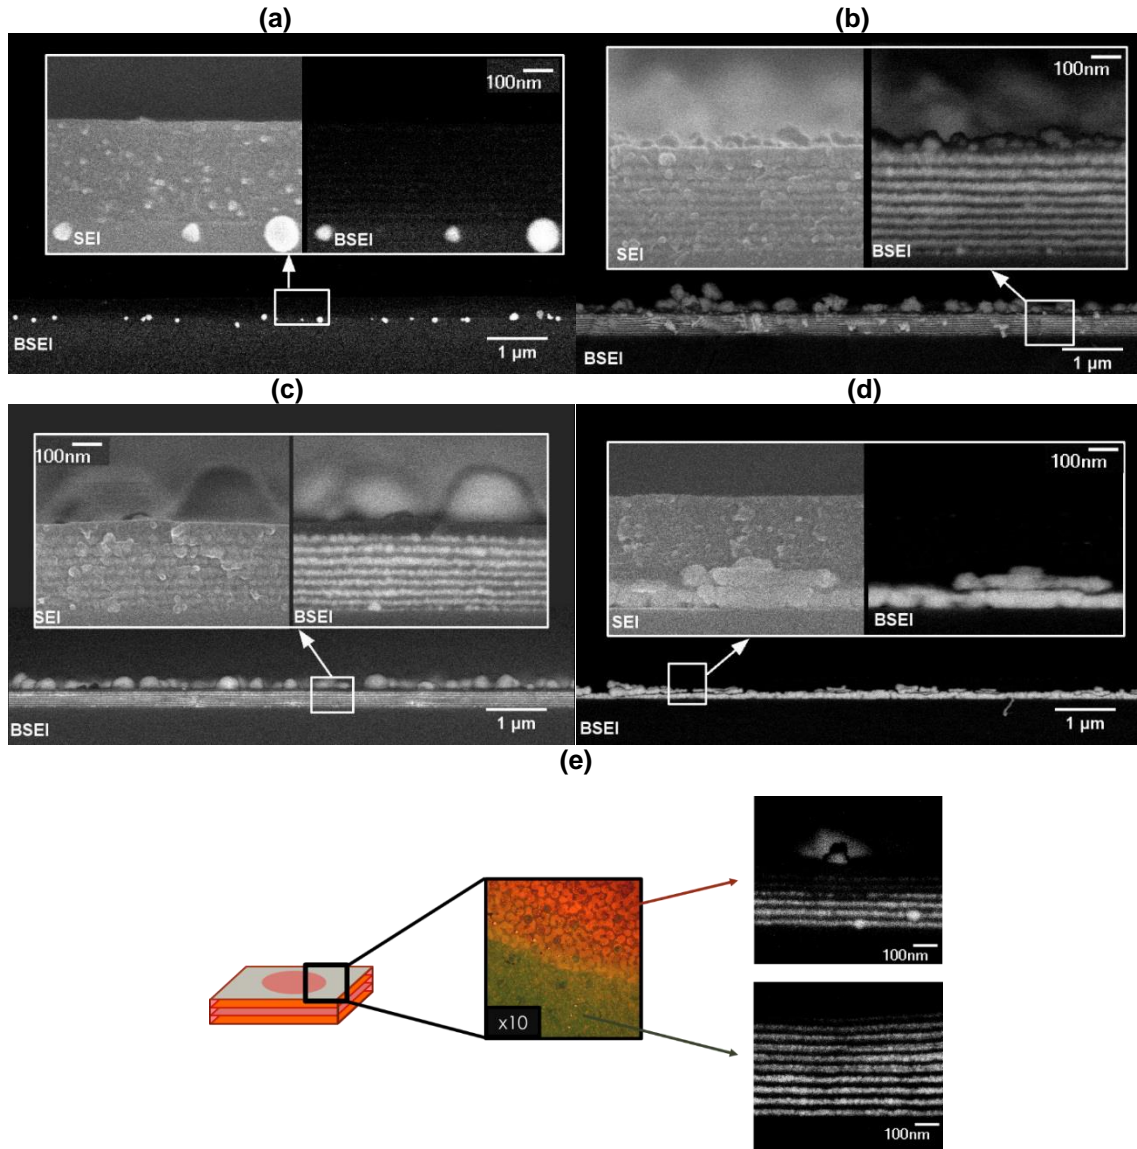 (a)
(b)
100nm
SEI
BSEI
BSEI
1 µm
100nm
SEI
BSEI
BSEI
1 µm
(c)
(d)
100nm
SEI
BSEI
BSEI
1 µm
100nm
SEI
BSEI
BSEI
1 µm
(e)
x10
100nm
100nm